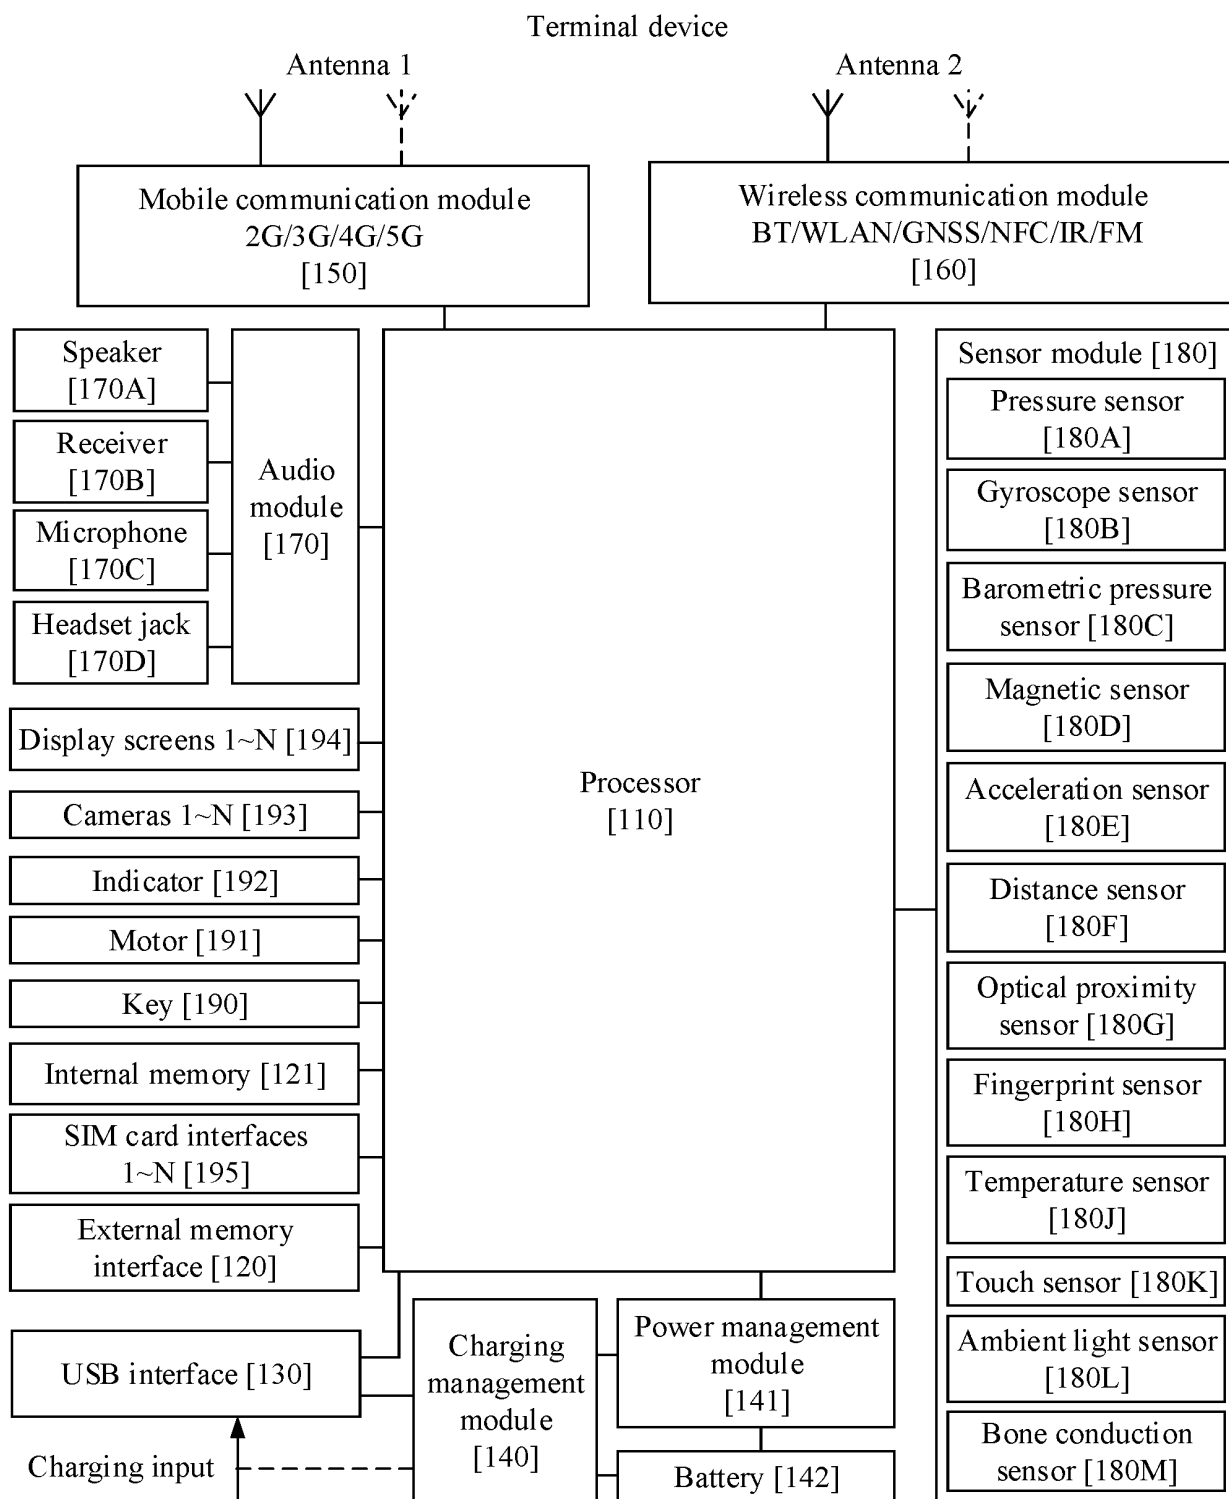 Terminal device
Antenna 1
Antenna 2
Mobile communication module
2G/3G/4G/5G
[150]
Wireless communication module
BT/WLAN/GNSS/NFC/IR/FM
[160]
Speaker
[170A]
Receiver
[170B]
Microphone
[170C]
Headset jack
[170D]
Audio
module
[170]
Display screens 1~N [194]
Cameras 1~N [193]
Indicator [192]
Motor [191]
Key [190]
Internal memory [121]
SIM card interfaces
1~N [195]
External memory
interface [120]
USB interface [130]
Charging input
Processor
[110]
Charging
management
module
[140]
Power management
module
[141]
Battery [142]
Sensor module [180]
Pressure sensor
[180A]
Gyroscope sensor
[180B]
Barometric pressure
sensor [180C]
Magnetic sensor
[180D]
Acceleration sensor
[180E]
Distance sensor
[180F]
Optical proximity
sensor [180G]
Fingerprint sensor
[180H]
Temperature sensor
[180J]
Touch sensor [180K]
Ambient light sensor
[180L]
Bone conduction
sensor [180M]